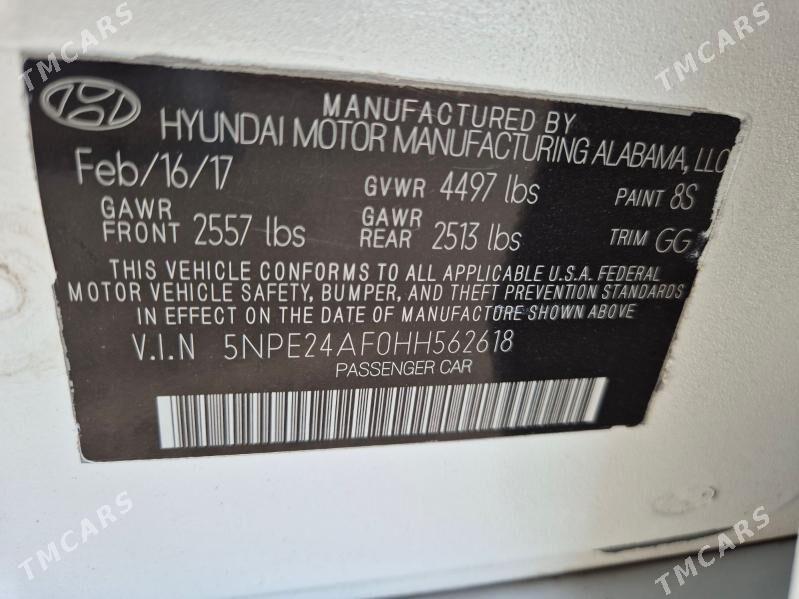 TMCARS
TMCARS
MANUFACTURED BY
HYUNDAI MOTOR MANUFACTURING ALABAMA, LLC
Feb/16/17
GVWR 4497 lbs
PAINT 8S
GAWR
FRONT 2557 lbs
GAWR
REAR 2513 lbs
TRIM GG
THIS VEHICLE CONFORMS TO ALL APPLICABLE U.S.A. FEDERAL
MOTOR VEHICLE SAFETY, BUMPER, AND THEFT PREVENTION STANDARDS
IN EFFECT ON THE DATE OF MANUFACTURE SHOWN ABOVE.
V.I.N 5NPE24AF0HH562618
PASSENGER CAR
TMCARS
TMCARS